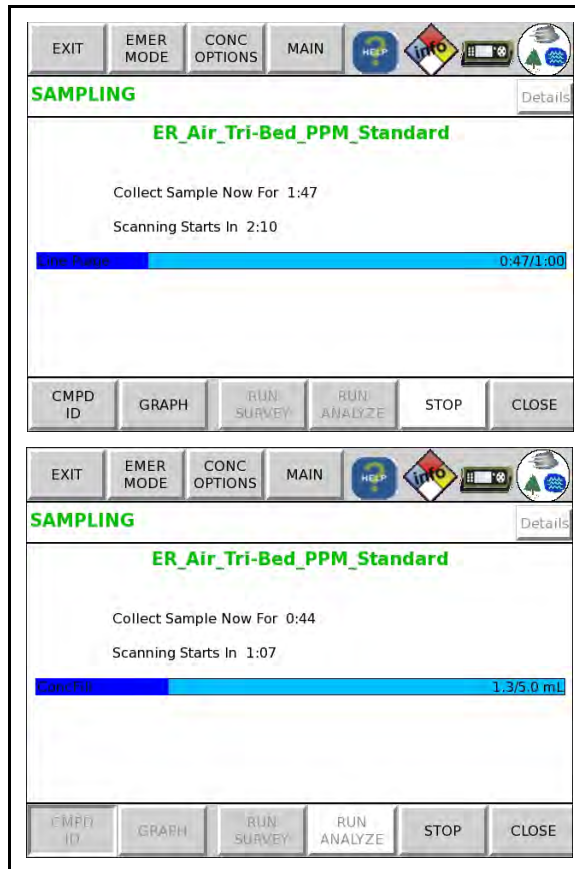 EXIT
EMER
MODE
CONC
OPTIONS
MAIN
HELP
info
SAMPLING
Details
ER_Air_Tri-Bed_PPM_Standard
Collect Sample Now For 1:47
Scanning Starts In 2:10
Line Purge 0:47/1:00
CMPD
ID
GRAPH
RUN
SURVEY
RUN
ANALYZE
STOP
CLOSE
EXIT
EMER
MODE
CONC
OPTIONS
MAIN
HELP
info
SAMPLING
Details
ER_Air_Tri-Bed_PPM_Standard
Collect Sample Now For 0:44
Scanning Starts In 1:07
1.3/5.0 mL
CMPD
ID
GRAPH
RUN
SURVEY
RUN
ANALYZE
STOP
CLOSE